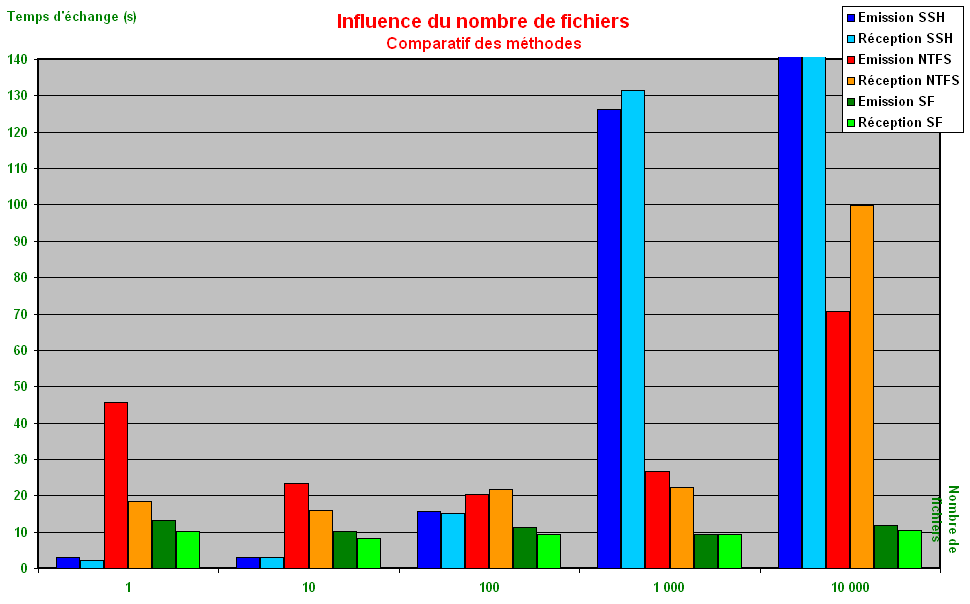 Temps d'échange (s)
Influence du nombre de fichiers
Comparatif des méthodes
Emission SSH
Réception SSH
Emission NTFS
Réception NTFS
Emission SF
Réception SF
140
130
120
110
100
90
80
70
60
50
40
30
20
10
0
1
10
100
1 000
10 000
Nombre de
fichiers